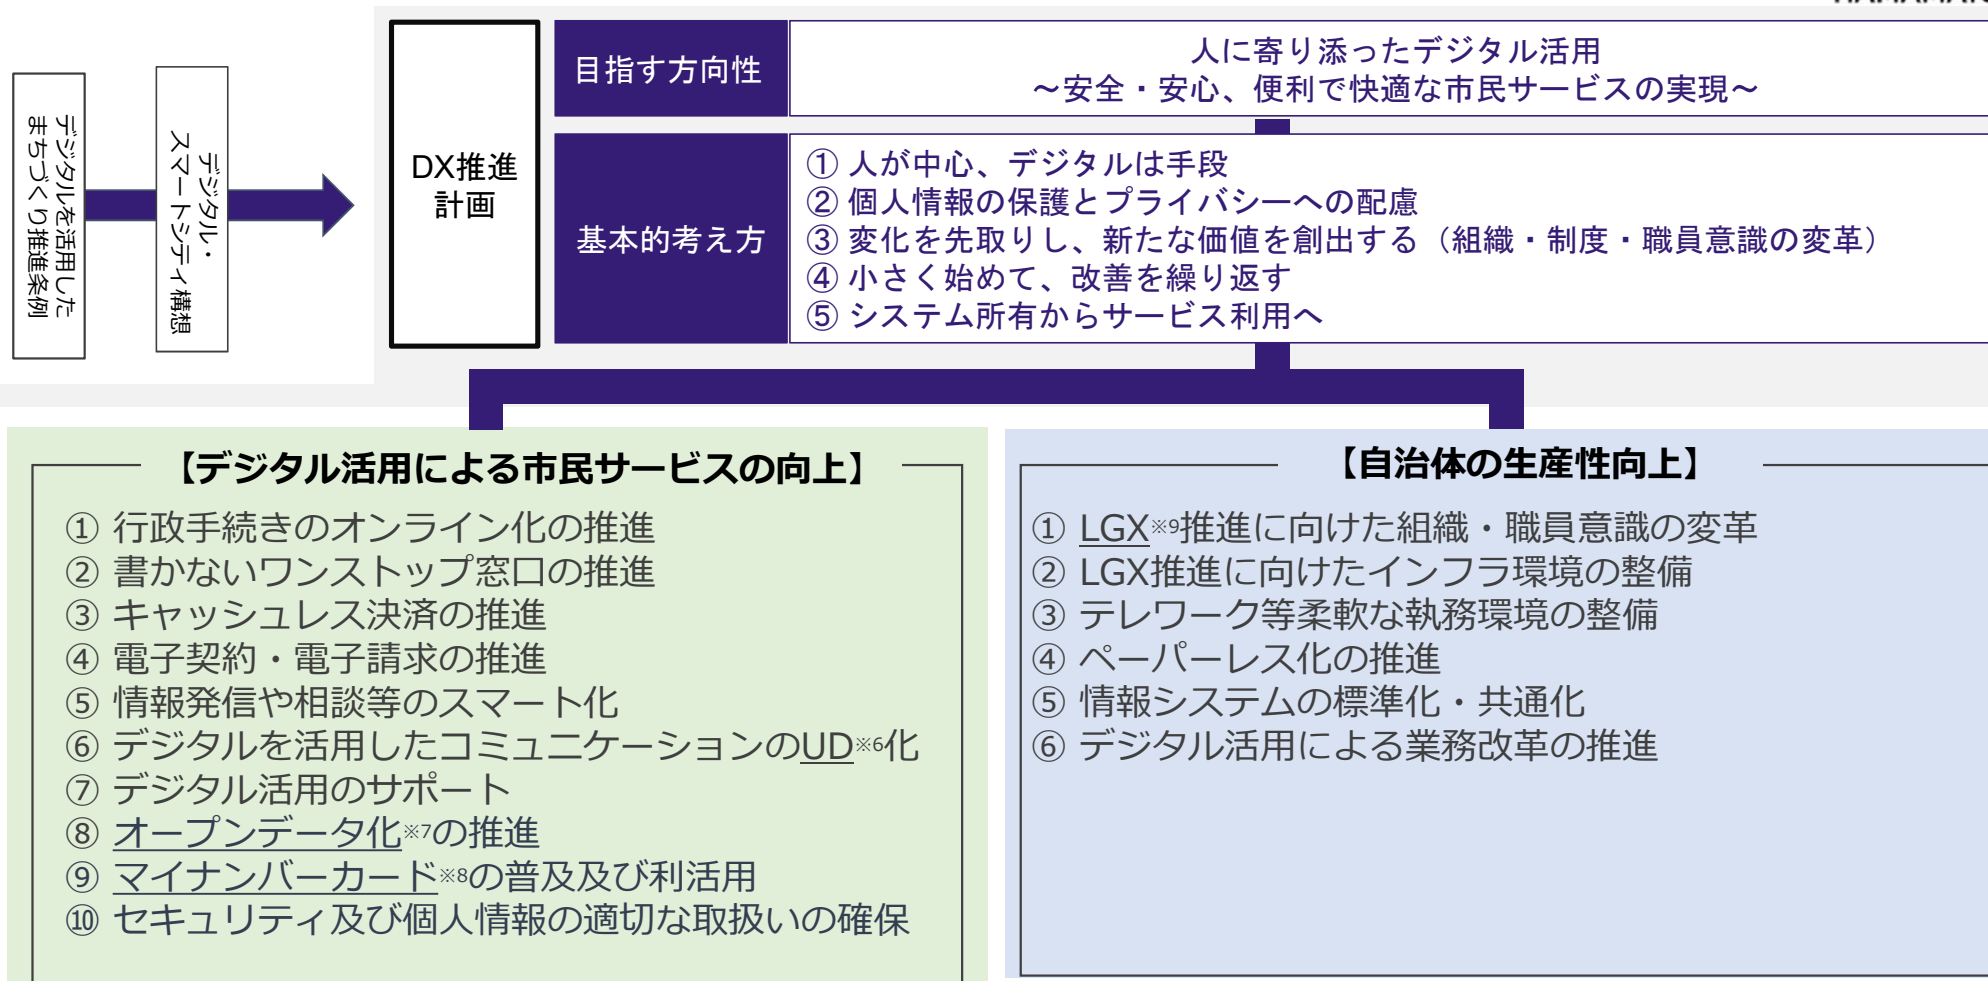 デジタルを活用した
まちづくり推進条例
デジタル・
スマートシティ構想
DX推進
計画
目指す方向性
人に寄り添ったデジタル活用
～安全・安心、便利で快適な市民サービスの実現～
基本的考え方
① 人が中心、デジタルは手段
② 個人情報の保護とプライバシーへの配慮
③ 変化を先取りし、新たな価値を創出する（組織・制度・職員意識の変革）
④ 小さく始めて、改善を繰り返す
⑤ システム所有からサービス利用へ
【デジタル活用による市民サービスの向上】
① 行政手続きのオンライン化の推進
② 書かないワンストップ窓口の推進
③ キャッシュレス決済の推進
④ 電子契約・電子請求の推進
⑤ 情報発信や相談等のスマート化
⑥ デジタルを活用したコミュニケーションのUD※6化
⑦ デジタル活用のサポート
⑧ オープンデータ化※7の推進
⑨ マイナンバーカード※8の普及及び利活用
⑩ セキュリティ及び個人情報の適切な取扱いの確保
【自治体の生産性向上】
① LGX※9推進に向けた組織・職員意識の変革
② LGX推進に向けたインフラ環境の整備
③ テレワーク等柔軟な執務環境の整備
④ ペーパーレス化の推進
⑤ 情報システムの標準化・共通化
⑥ デジタル活用による業務改革の推進